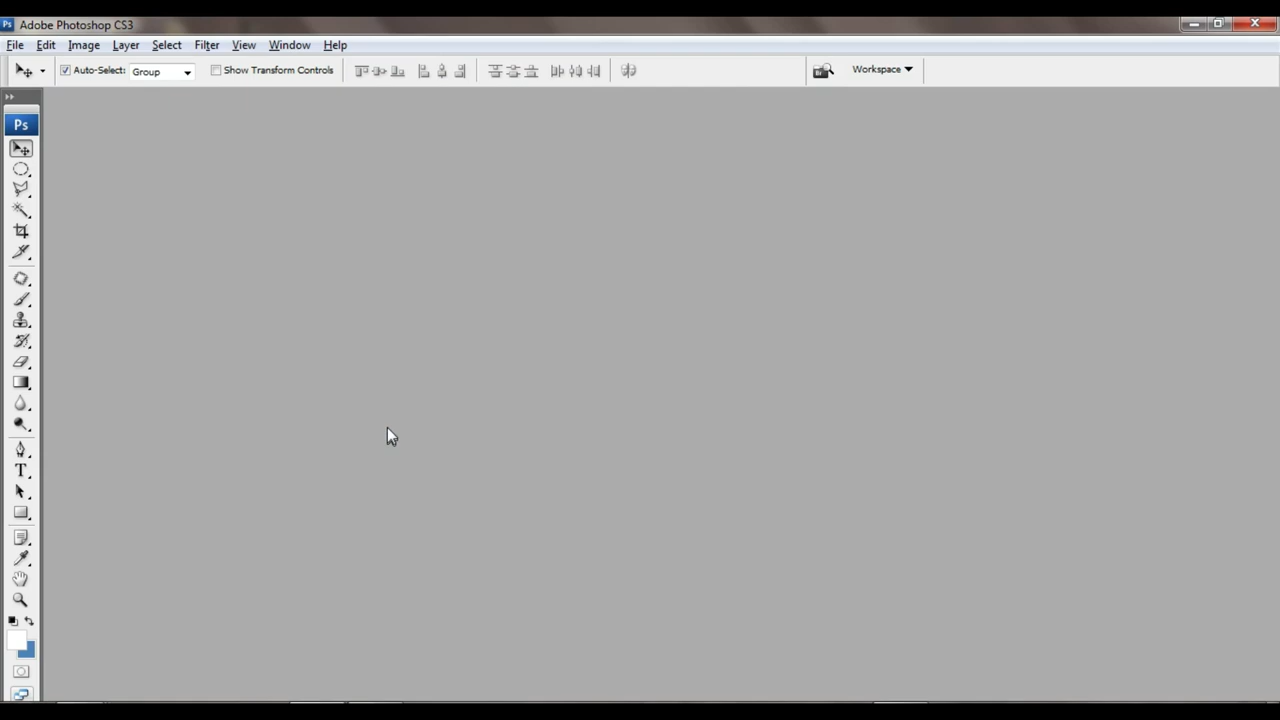 Ps Adobe Photoshop CS3
File Edit Image Layer Select Filter View Window Help
Auto-Select: Group Show Transform Controls Workspace
Ps
T